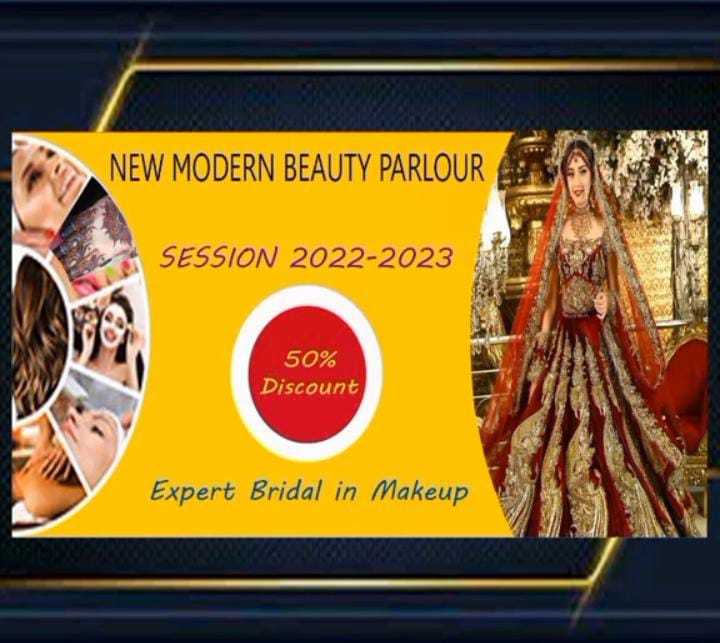 NEW MODERN BEAUTY PARLOUR
SESSION 2022-2023
50%
Discount
Expert Bridal in Makeup